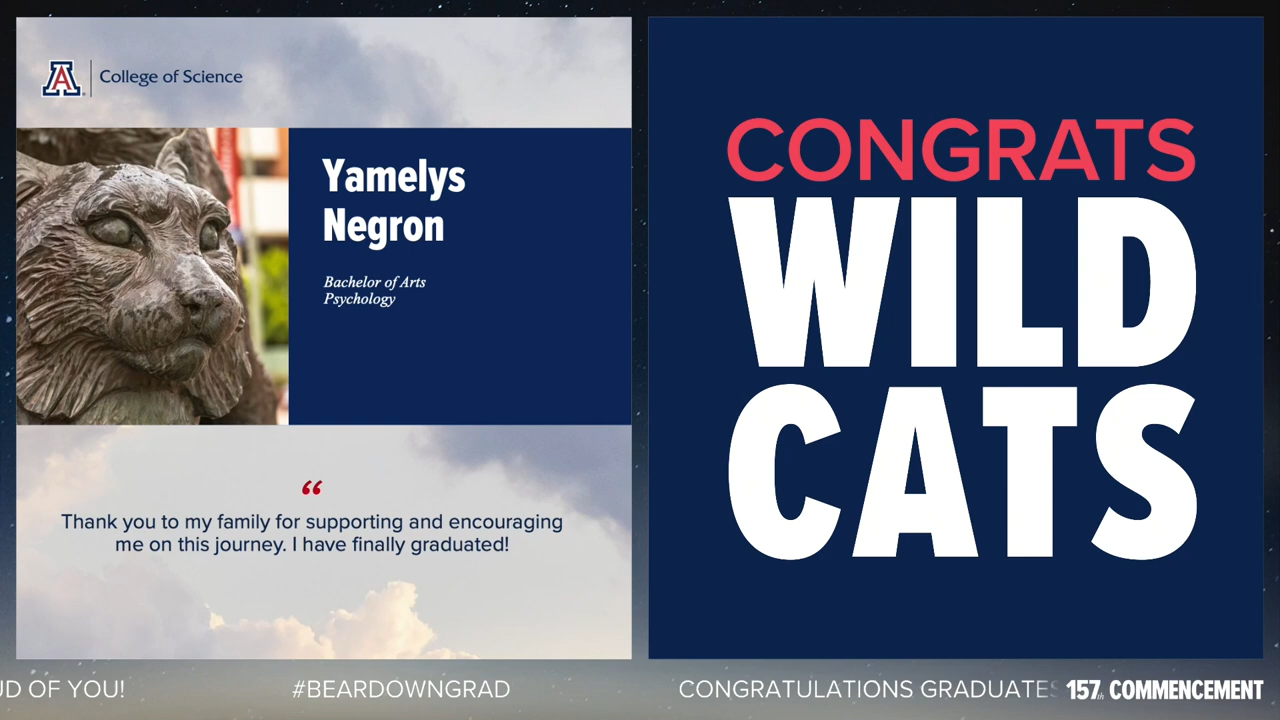 A
College of Science
Yamelys
Negron
Bachelor of Arts
Psychology
“
Thank you to my family for supporting and encouraging
me on this journey. I have finally graduated!
CONGRATS
WILD
CATS
OF YOU! #BEARDOWNGRAD CONGRATULATIONS GRADUATES 157th COMMENCEMENT